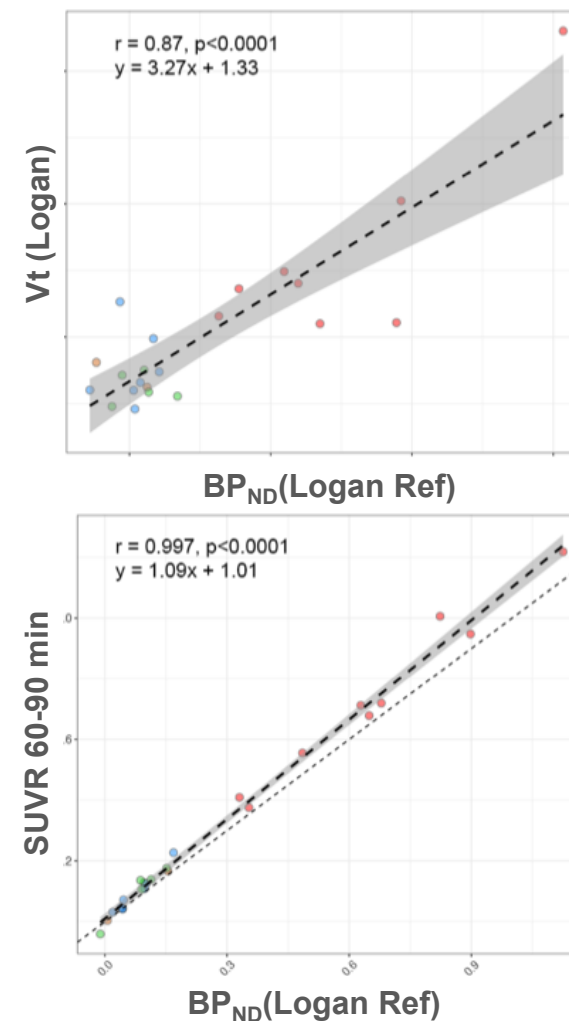 r = 0.87, p<0.0001
y = 3.27x + 1.33
Vt (Logan)
BPND(Logan Ref)
r = 0.997, p<0.0001
y = 1.09x + 1.01
SUVR 60-90 min
.0
.6
.2
0.0
0.3
0.6
0.9
BPND(Logan Ref)